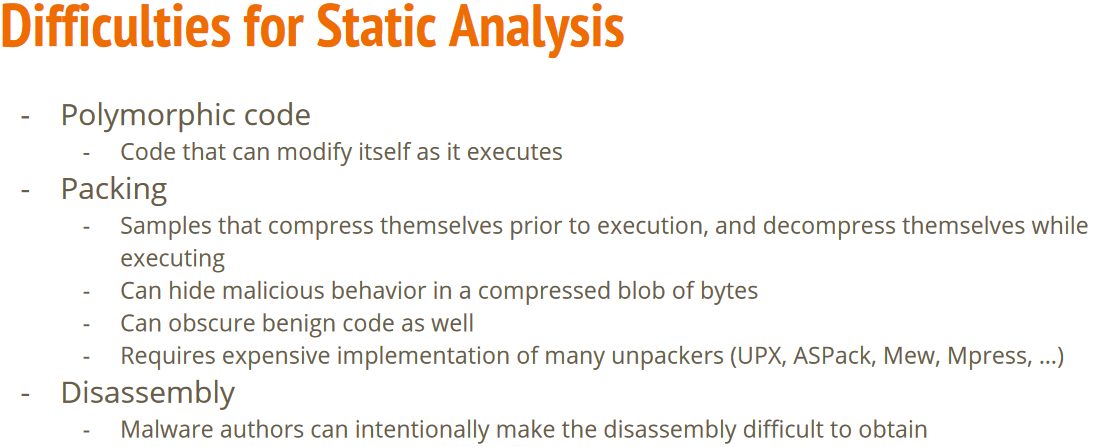 Difficulties for Static Analysis
- Polymorphic code
- Code that can modify itself as it executes
- Packing
- Samples that compress themselves prior to execution, and decompress themselves while
executing
- Can hide malicious behavior in a compressed blob of bytes
- Can obscure benign code as well
- Requires expensive implementation of many unpackers (UPX, ASPack, Mew, Mpress, ...)
- Disassembly
- Malware authors can intentionally make the disassembly difficult to obtain